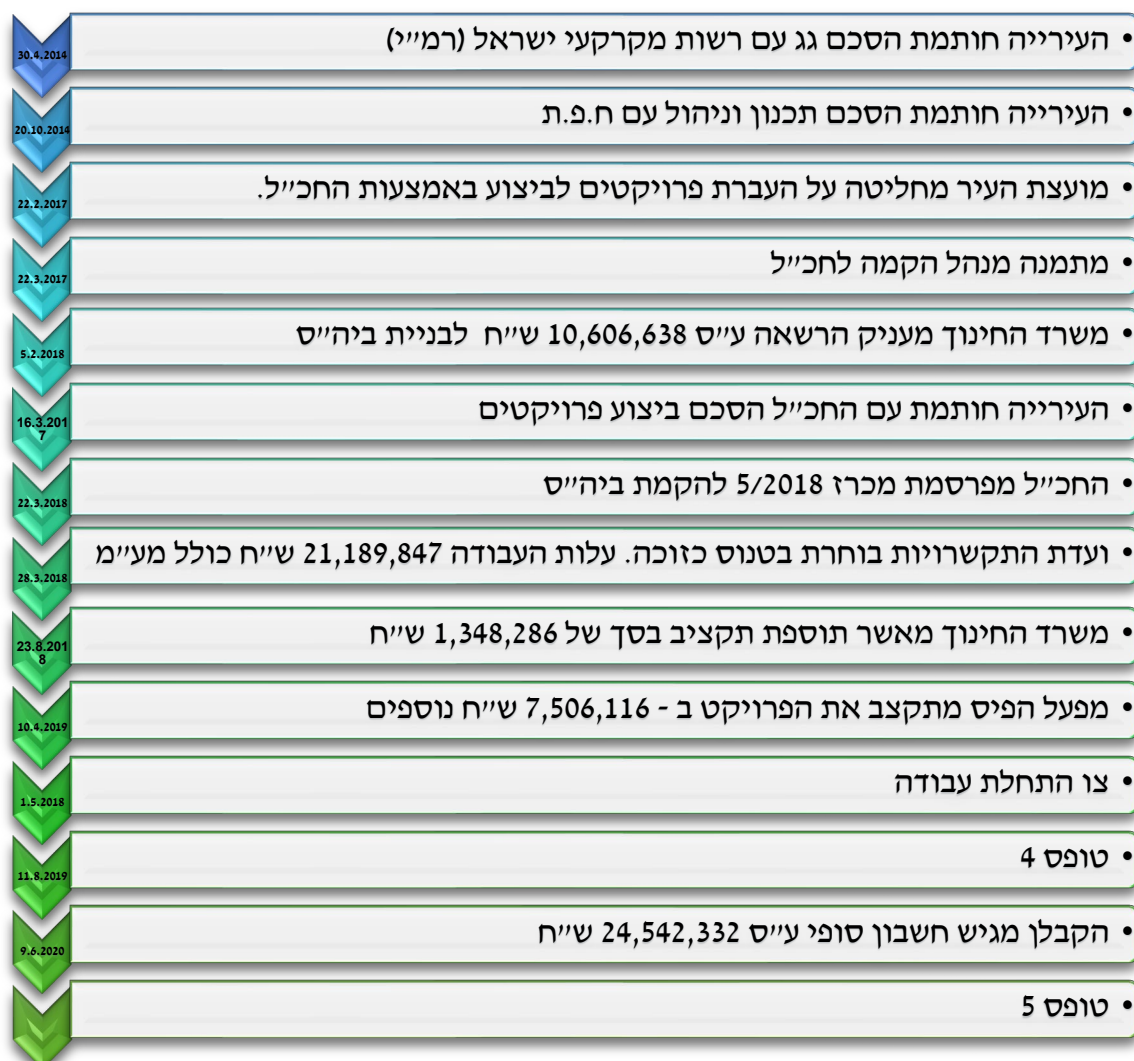 30.4.2014
• העירייה חותמת הסכם גג עם רשות מקרקעי ישראל (רמ״י)
20.10.2014
• העירייה חותמת הסכם תכנון וניהול עם ח.פ.ת
22.2.2017
• מועצת העיר מחליטה על העברת פרויקטים לביצוע באמצעות החכ״ל.
22.3.2017
• מתמנה מנהל הקמה לחכ״ל
5.2.2018
• משרד החינוך מעניק הרשאה ע״ס 10,606,638 ש״ח לבניית ביה״ס
16.3.201
7
• העירייה חותמת עם החכ״ל הסכם ביצוע פרויקטים
22.3.2018
• החכ״ל מפרסמת מכרז 5/2018 להקמת ביה״ס
28.3.2018
• ועדת התקשרויות בוחרת בטנוס כזוכה. עלות העבודה 21,189,847 ש״ח כולל מע״מ
23.8.201
8
• משרד החינוך מאשר תוספת תקציב בסך של 1,348,286 ש״ח
10.4.2019
• מפעל הפיס מתקצב את הפרויקט ב - 7,506,116 ש״ח נוספים
1.5.2018
• צו התחלת עבודה
11.8.2019
• טופס 4
9.6.2020
• הקבלן מגיש חשבון סופי ע״ס 24,542,332 ש״ח
• טופס 5